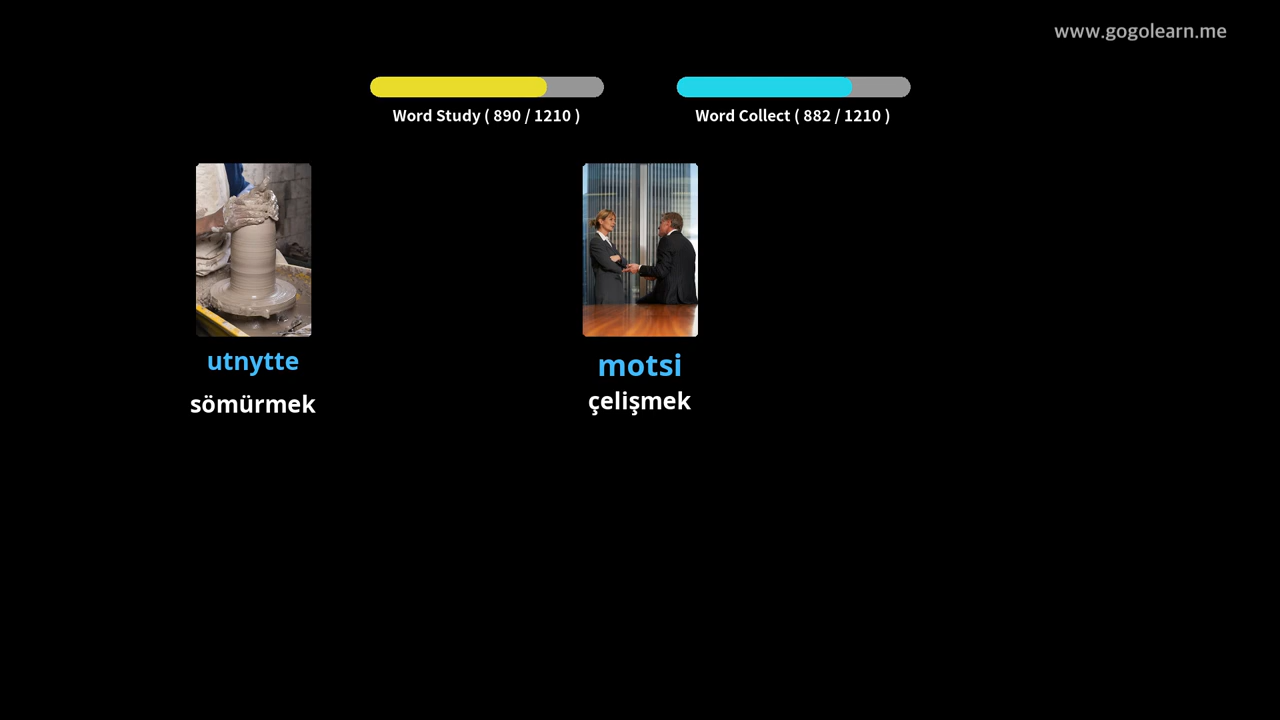 www.gogolearn.me
Word Study ( 890 / 1210 )
Word Collect ( 882 / 1210 )
utnytte
sömürmek
motsi
çelişmek